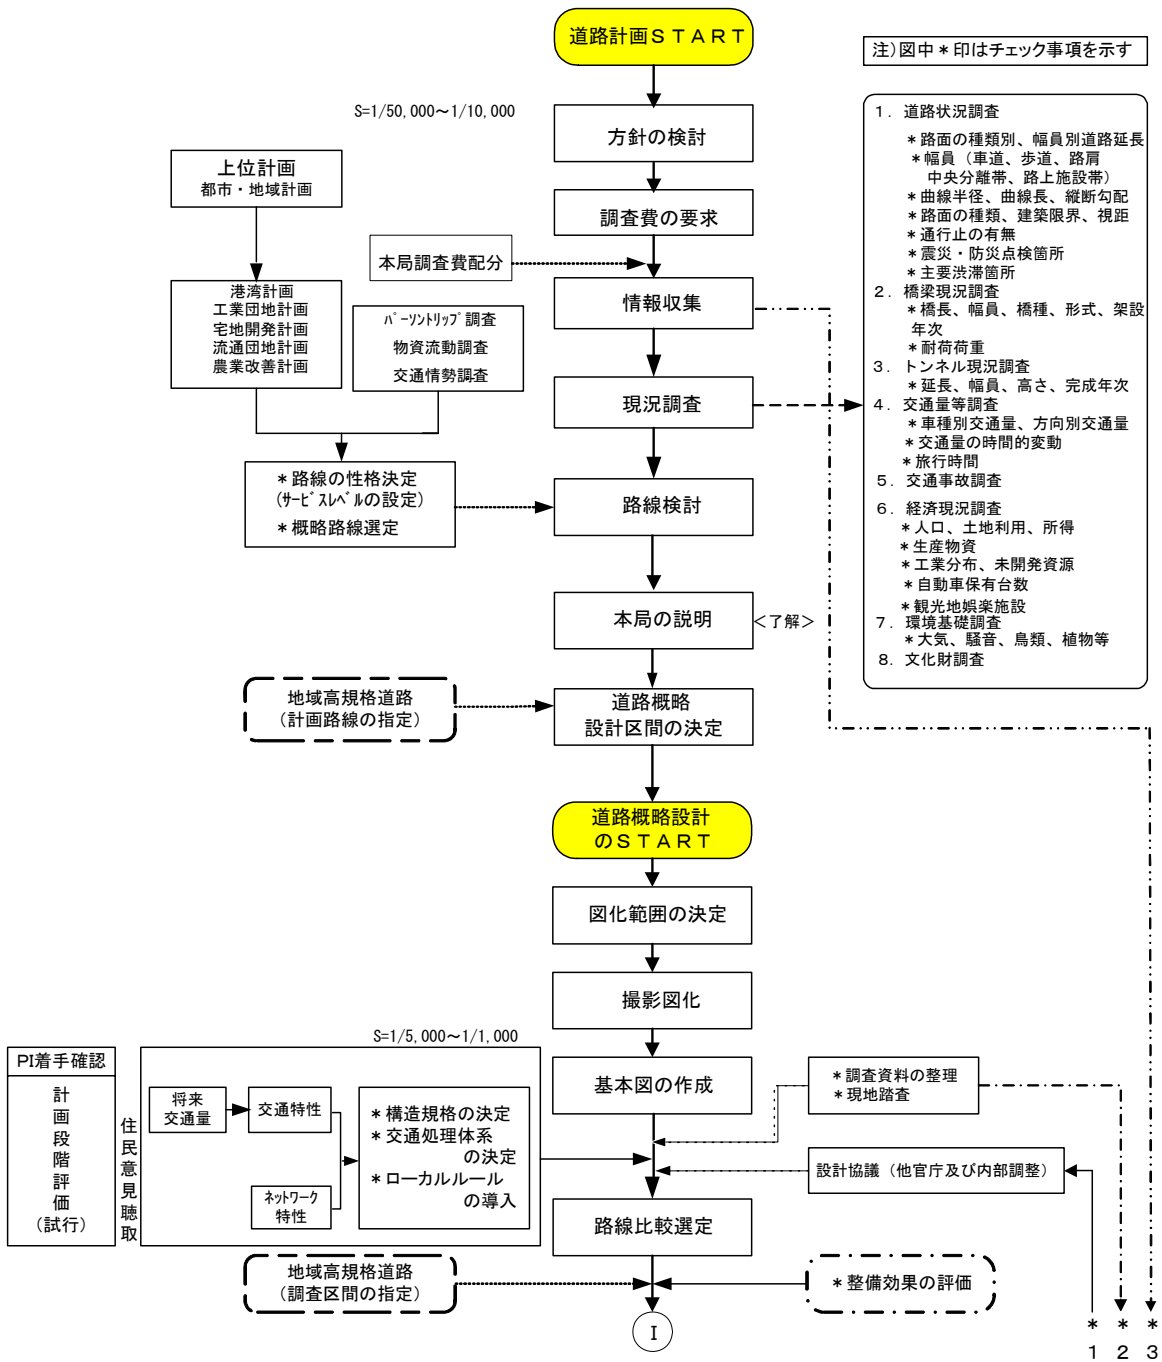 道路計画ＳＴＡＲＴ
注）図中＊印はチェック事項を示す
S=1/50,000～1/10,000
方針の検討
上位計画
都市・地域計画
調査費の要求
本局調査費配分
情報収集
港湾計画
工業団地計画
宅地開発計画
流通団地計画
農業改善計画
ﾊﾟｰｿﾝﾄﾘｯﾌﾟ調査
物資流動調査
交通情勢調査
現況調査
＊路線の性格決定
(ｻｰﾋﾞｽﾚﾍﾞﾙの設定)
＊概略路線選定
路線検討
本局の説明
＜了解＞
地域高規格道路
（計画路線の指定）
道路概略
設計区間の決定
1．道路状況調査
＊路面の種類別、幅員別道路延長
＊幅員（車道、歩道、路肩
中央分離帯、路上施設帯）
＊曲線半径、曲線長、縦断勾配
＊路面の種類、建築限界、視距
＊通行止の有無
＊震災・防災点検箇所
＊主要渋滞箇所
2．橋梁現況調査
＊橋長、幅員、橋種、形式、架設
年次
＊耐荷荷重
3．トンネル現況調査
＊延長、幅員、高さ、完成年次
4．交通量等調査
＊車種別交通量、方向別交通量
＊交通量の時間的変動
＊旅行時間
5．交通事故調査
6．経済現況調査
＊人口、土地利用、所得
＊生産物資
＊工業分布、未開発資源
＊自動車保有台数
＊観光地娯楽施設
7．環境基礎調査
＊大気、騒音、鳥類、植物等
8．文化財調査
道路概略設計
のＳＴＡＲＴ
図化範囲の決定
撮影図化
S=1/5,000～1/1,000
基本図の作成
PI着手確認
計画段階評価
(試行)
住民意見聴取
将来
交通量
交通特性
ﾈｯﾄﾜｰｸ
特性
＊構造規格の決定
＊交通処理体系
の決定
＊ローカルルール
の導入
＊調査資料の整理
＊現地踏査
設計協議（他官庁及び内部調整）
路線比較選定
地域高規格道路
（調査区間の指定）
＊整備効果の評価
I
＊ ＊ ＊
1 2 3